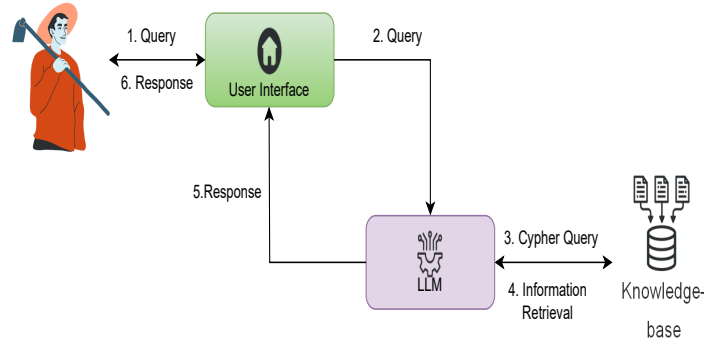 1. Query
6. Response
User Interface
2. Query
5.Response
LLM
3. Cypher Query
4. Information
Retrieval
Knowledge-
base